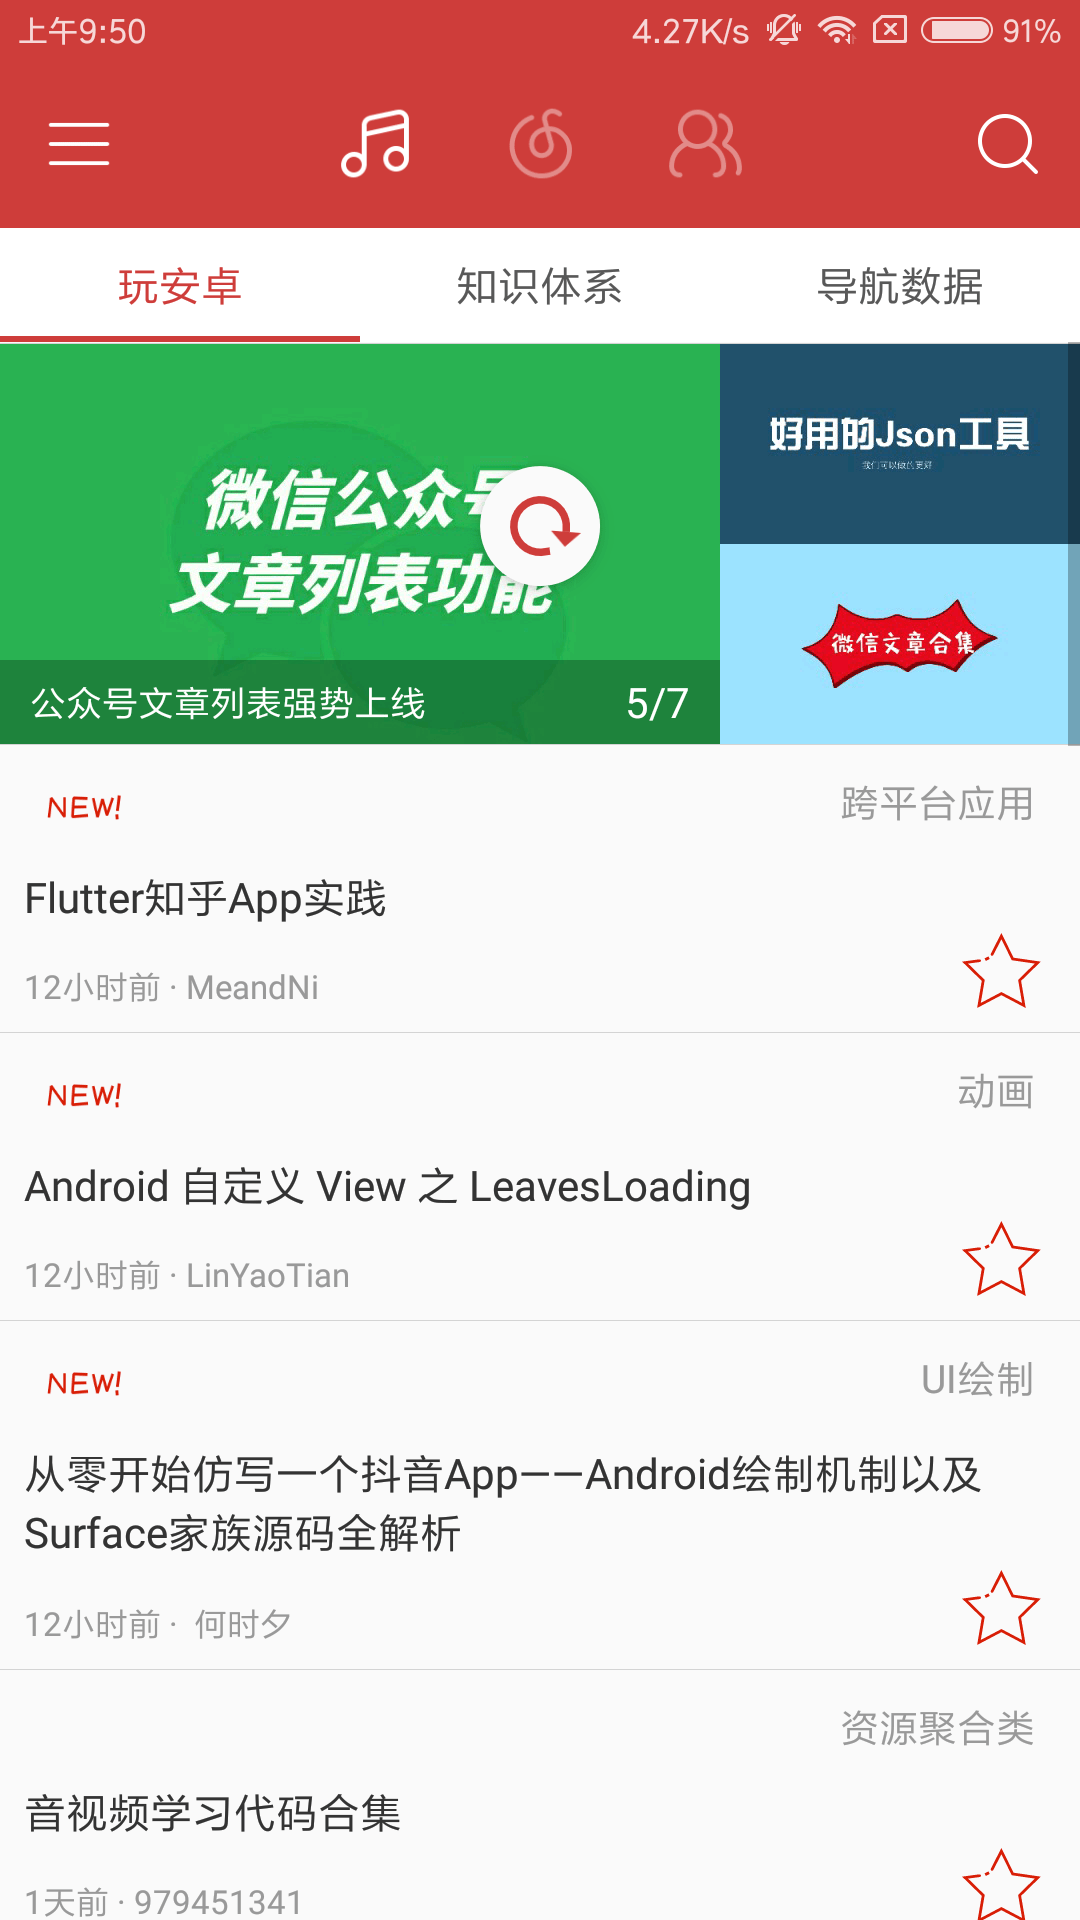 上午9:50
4.27K/s
91%
玩安卓
知识体系
导航数据
微信公众号
文章列表功能
公众号文章列表强势上线
5/7
好用的Json工具
我们可以做的更好
微信文章合集
NEW!
跨平台应用
Flutter知乎App实践
12小时前 · MeandNi
NEW!
动画
Android 自定义 View 之 LeavesLoading
12小时前 · LinYaoTian
NEW!
UI绘制
从零开始仿写一个抖音App——Android绘制机制以及
Surface家族源码全解析
12小时前 · 何时夕
资源聚合类
音视频学习代码合集
1天前 · 979451341